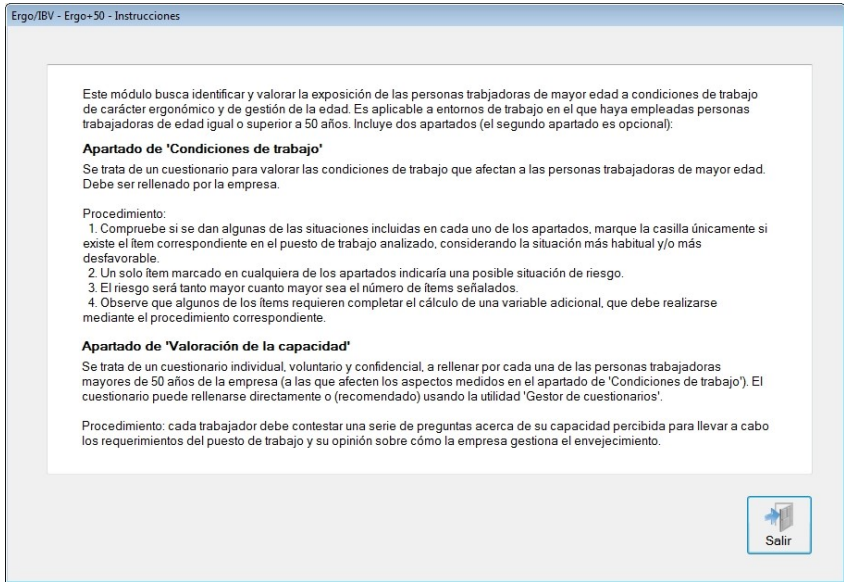 Ergo/IBV - Ergo+50 - Instrucciones
Este módulo busca identificar y valorar la exposición de las personas trabjadoras de mayor edad a condiciones de trabajo
de carácter ergonómico y de gestión de la edad. Es aplicable a entornos de trabajo en el que haya empleadas personas
trabajadoras de edad igual o superior a 50 años. Incluye dos apartados (el segundo apartado es opcional):
Apartado de 'Condiciones de trabajo'
Se trata de un cuestionario para valorar las condiciones de trabajo que afectan a las personas trabajadoras de mayor edad.
Debe ser rellenado por la empresa.
Procedimiento:
1. Compruebe si se dan algunas de las situaciones incluidas en cada uno de los apartados, marque la casilla únicamente si
existe el ítem correspondiente en el puesto de trabajo analizado, considerando la situación más habitual y/o más
desfavorable.
2. Un solo ítem marcado en cualquiera de los apartados indicaría una posible situación de riesgo.
3. El riesgo será tanto mayor cuanto mayor sea el número de ítems señalados.
4. Observe que algunos de los ítems requieren completar el cálculo de una variable adicional, que debe realizarse
mediante el procedimiento correspondiente.
Apartado de 'Valoración de la capacidad'
Se trata de un cuestionario individual, voluntario y confidencial, a rellenar por cada una de las personas trabajadoras
mayores de 50 años de la empresa (a las que afecten los aspectos medidos en el apartado de 'Condiciones de trabajo'). El
cuestionario puede rellenarse directamente o (recomendado) usando la utilidad 'Gestor de cuestionarios'.
Procedimiento: cada trabajador debe contestar una serie de preguntas acerca de su capacidad percibida para llevar a cabo
los requerimientos del puesto de trabajo y su opinión sobre cómo la empresa gestiona el envejecimiento.
Salir